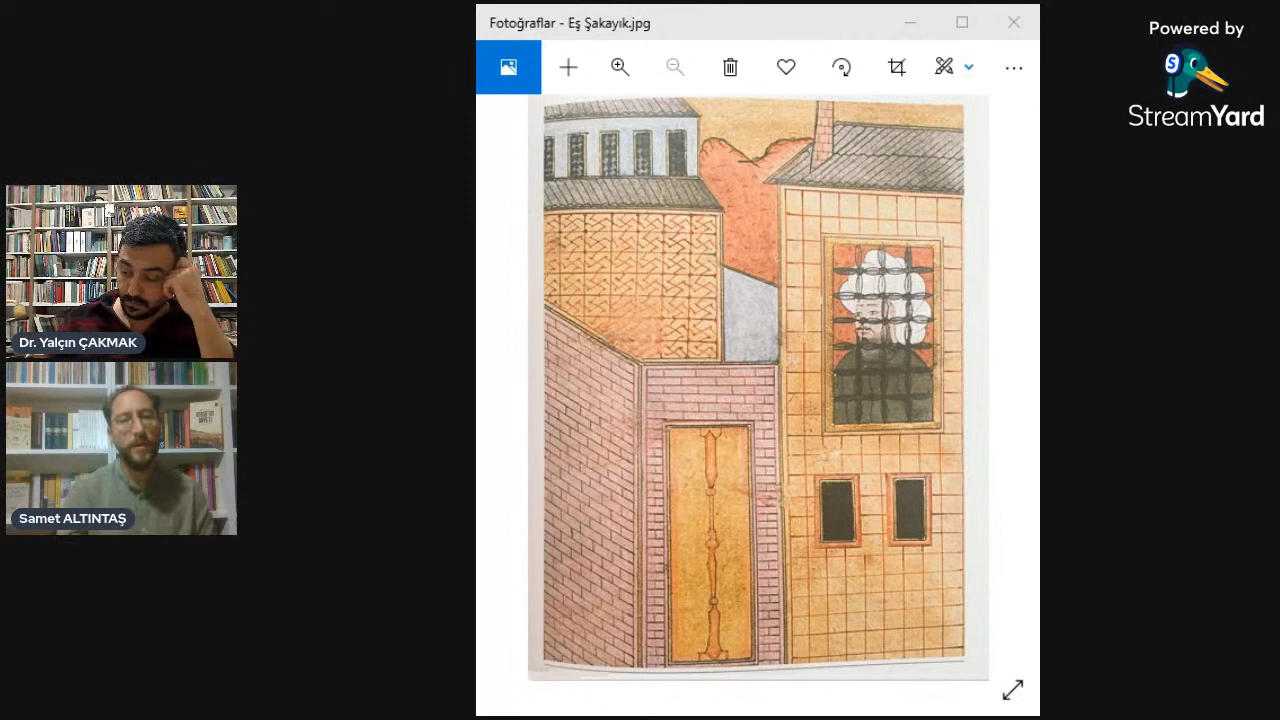 Fotoğraflar - Eş Şakayık.jpg
Powered by
S
StreamYard
Dr. Yalçın ÇAKMAK
Samet ALTINTAŞ